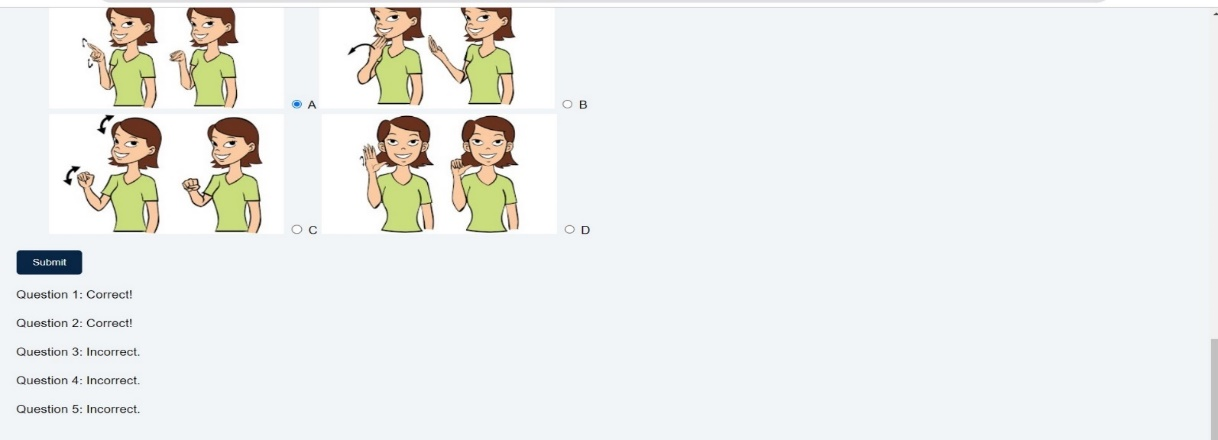 A
B
C
D
Submit
Question 1: Correct!
Question 2: Correct!
Question 3: Incorrect.
Question 4: Incorrect.
Question 5: Incorrect.